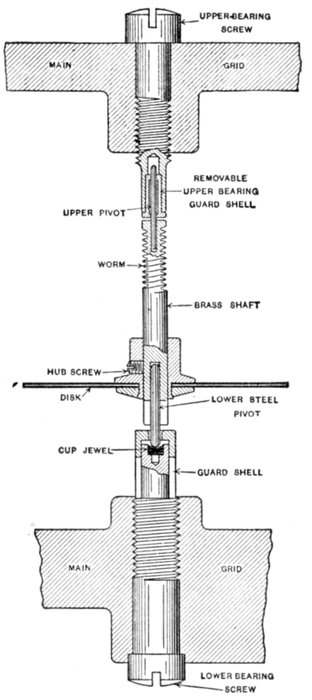 UPPER-BEARING
SCREW
MAIN
GRID
REMOVABLE
UPPER BEARING
GUARD SHELL
UPPER PIVOT
WORM
BRASS SHAFT
HUB SCREW
DISK
LOWER STEEL
PIVOT
CUP JEWEL
GUARD SHELL
MAIN
GRID
LOWER BEARING
SCREW